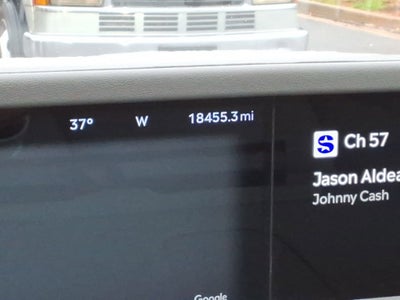 37° W 18455.3 mi
S Ch 57
Jason Aldea
Johnny Cash
Google